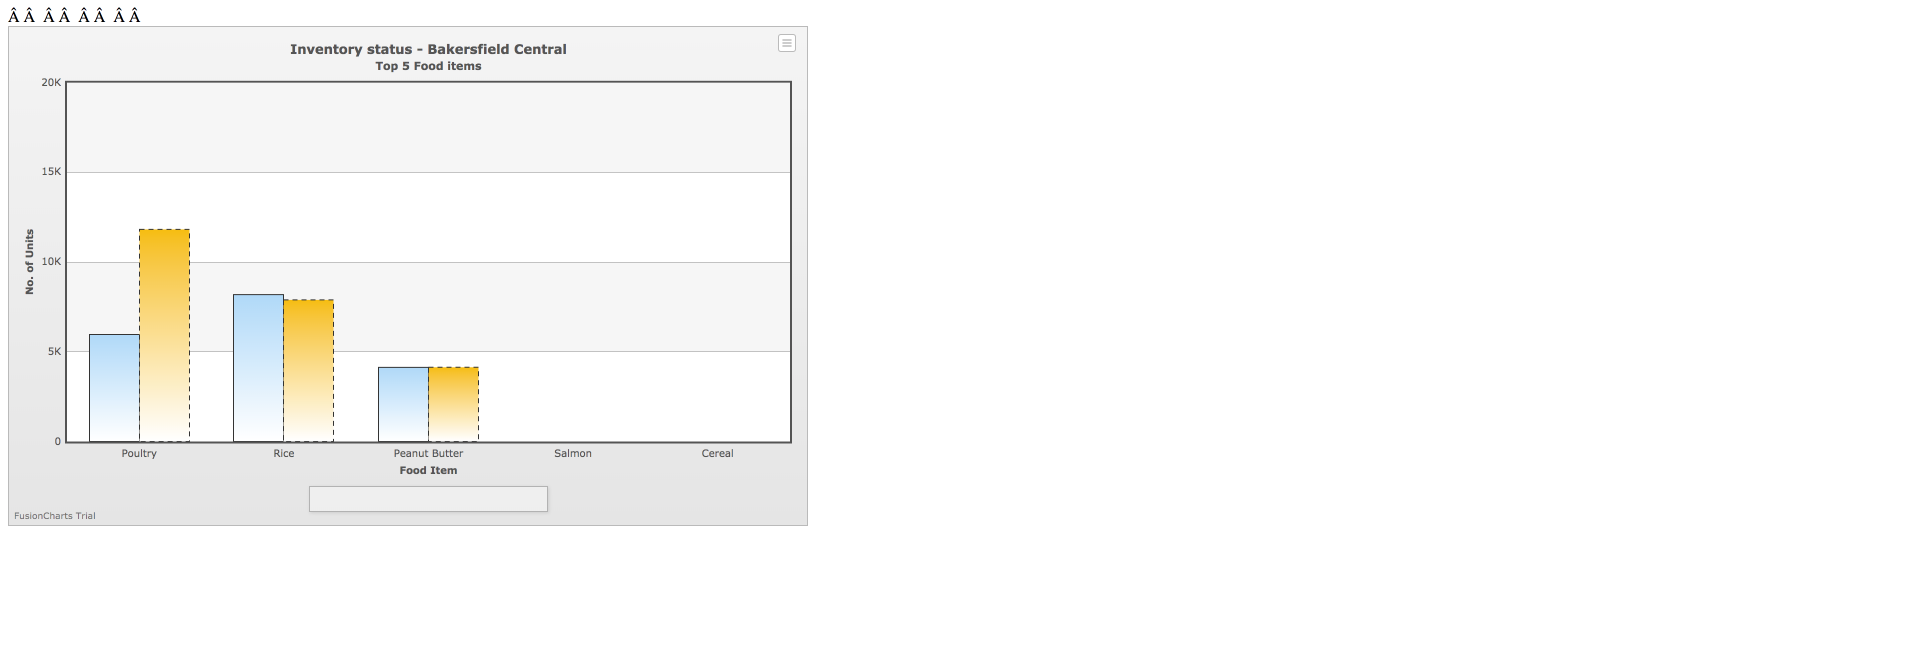 Â Â  Â Â  Â Â  Â Â
Inventory status - Bakersfield Central
Top 5 Food items
20K
15K
10K
5K
0
No. of Units
Poultry Rice Peanut Butter Salmon Cereal
Food Item
FusionCharts Trial